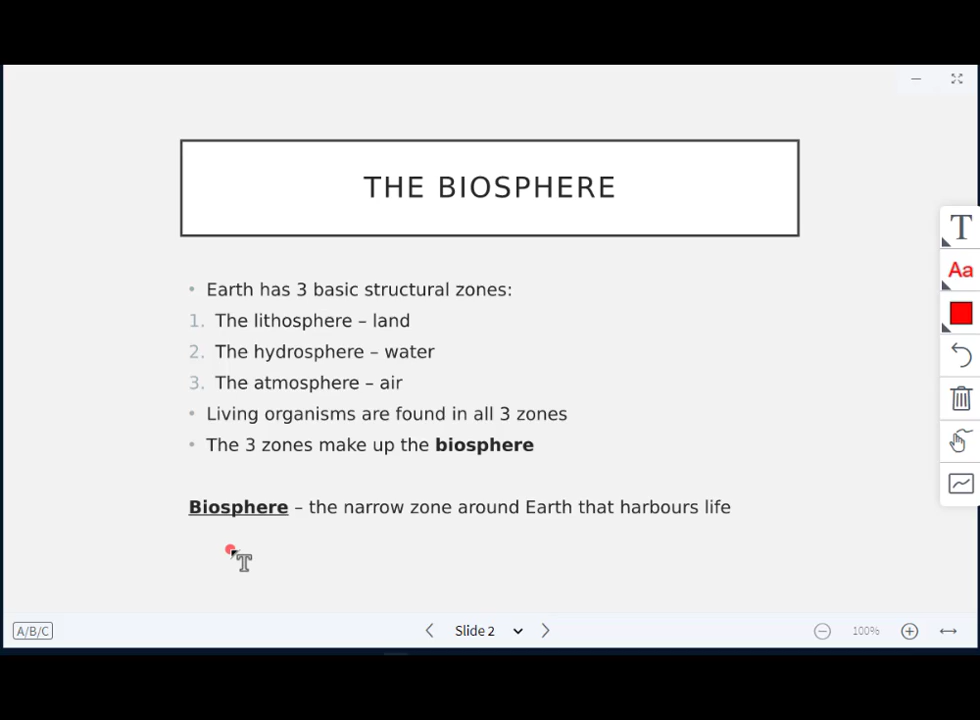 THE BIOSPHERE
• Earth has 3 basic structural zones:
1. The lithosphere – land
2. The hydrosphere – water
3. The atmosphere – air
• Living organisms are found in all 3 zones
• The 3 zones make up the biosphere
Biosphere – the narrow zone around Earth that harbours life
T
Aa
T
A/B/C
Slide 2
100%